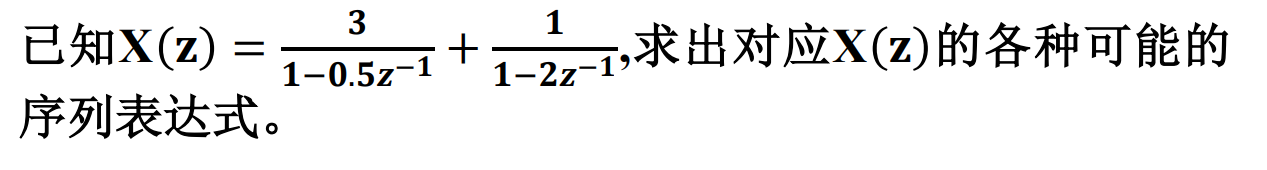 已知X(z) = 3/(1−0.5z⁻¹) + 1/(1−2z⁻¹),求出对应X(z)的各种可能的
序列表达式。